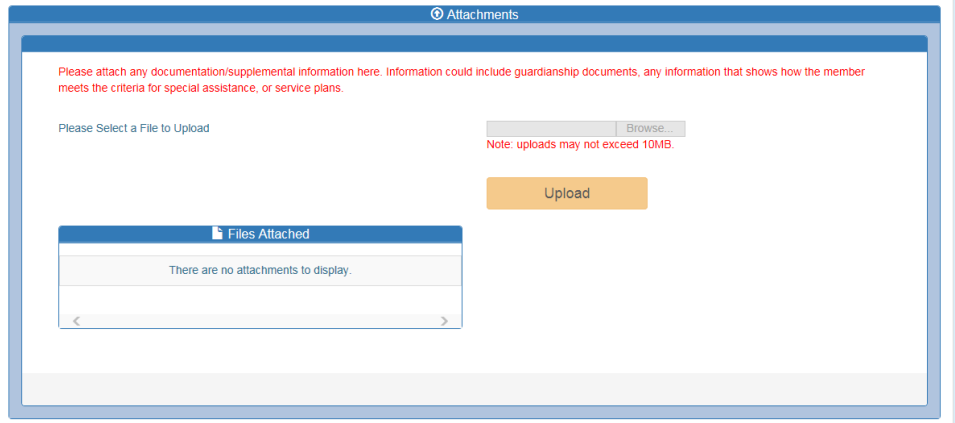 Attachments
Please attach any documentation/supplemental information here. Information could include guardianship documents, any information that shows how the member
meets the criteria for special assistance, or service plans.
Please Select a File to Upload
Browse...
Note: uploads may not exceed 10MB.
Upload
Files Attached
There are no attachments to display.